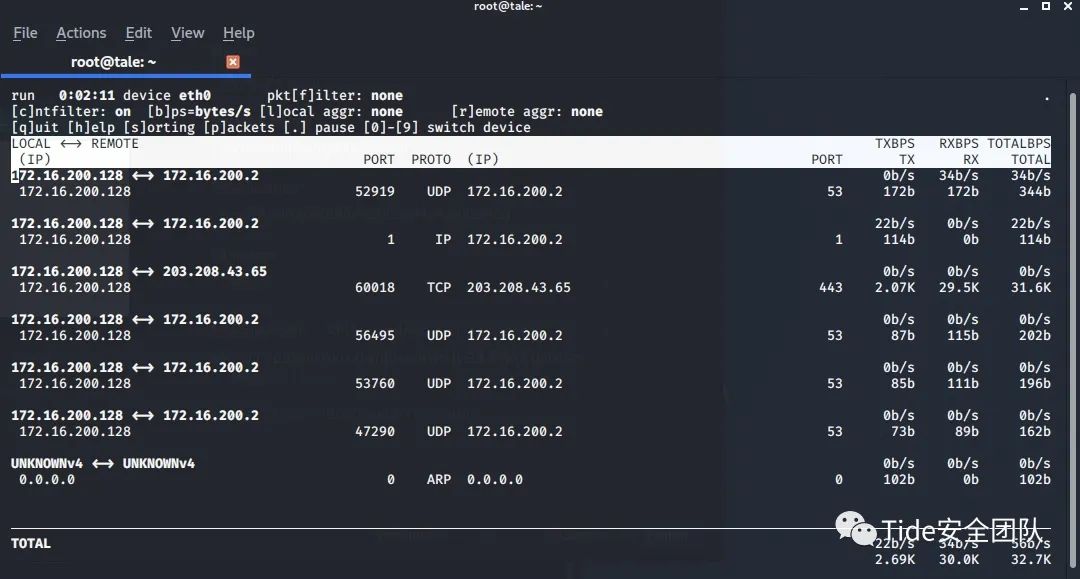 root@tale: ~
File Actions Edit View Help
root@tale: ~
run 0:02:11 device eth0 pkt[f]ilter: none .
[c]ntfilter: on [b]ps=bytes/s [l]ocal aggr: none [r]emote aggr: none
[q]uit [h]elp [s]orting [p]ackets [.] pause [0]-[9] switch device
LOCAL <-> REMOTE TXBPS RXBPS TOTALBPS
(IP) PORT PROTO (IP) PORT TX RX TOTAL
172.16.200.128 <-> 172.16.200.2 0b/s 34b/s 34b/s
172.16.200.128 52919 UDP 172.16.200.2 53 172b 172b 344b
172.16.200.128 <-> 172.16.200.2 22b/s 0b/s 22b/s
172.16.200.128 1 IP 172.16.200.2 1 114b 0b 114b
172.16.200.128 <-> 203.208.43.65 0b/s 0b/s 0b/s
172.16.200.128 60018 TCP 203.208.43.65 443 2.07K 29.5K 31.6K
172.16.200.128 <-> 172.16.200.2 0b/s 0b/s 0b/s
172.16.200.128 56495 UDP 172.16.200.2 53 87b 115b 202b
172.16.200.128 <-> 172.16.200.2 0b/s 0b/s 0b/s
172.16.200.128 53760 UDP 172.16.200.2 53 85b 111b 196b
172.16.200.128 <-> 172.16.200.2 0b/s 0b/s 0b/s
172.16.200.128 47290 UDP 172.16.200.2 53 73b 89b 162b
UNKNOWNv4 <-> UNKNOWNv4 0b/s 0b/s 0b/s
0.0.0.0 0 ARP 0.0.0.0 0 102b 0b 102b
Tide安全团队
TOTAL 22b/s 34b/s 56b/s
2.69K 30.0K 32.7K